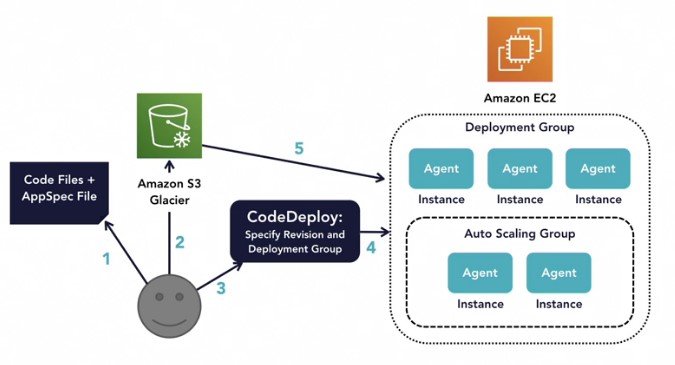 Amazon EC2
Deployment Group
5
Code Files +
AppSpec File
Amazon S3
Glacier
Agent
Agent
Agent
Instance
Instance
Instance
CodeDeploy:
Specify Revision and
Deployment Group
4
Auto Scaling Group
1
2
3
Agent
Agent
Instance
Instance